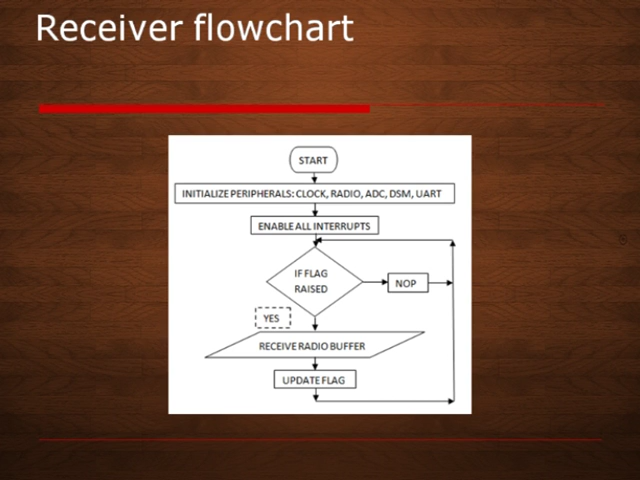 Receiver flowchart
START
INITIALIZE PERIPHERALS: CLOCK, RADIO, ADC, DSM, UART
ENABLE ALL INTERRUPTS
IF FLAG
RAISED
NOP
YES
RECEIVE RADIO BUFFER
UPDATE FLAG